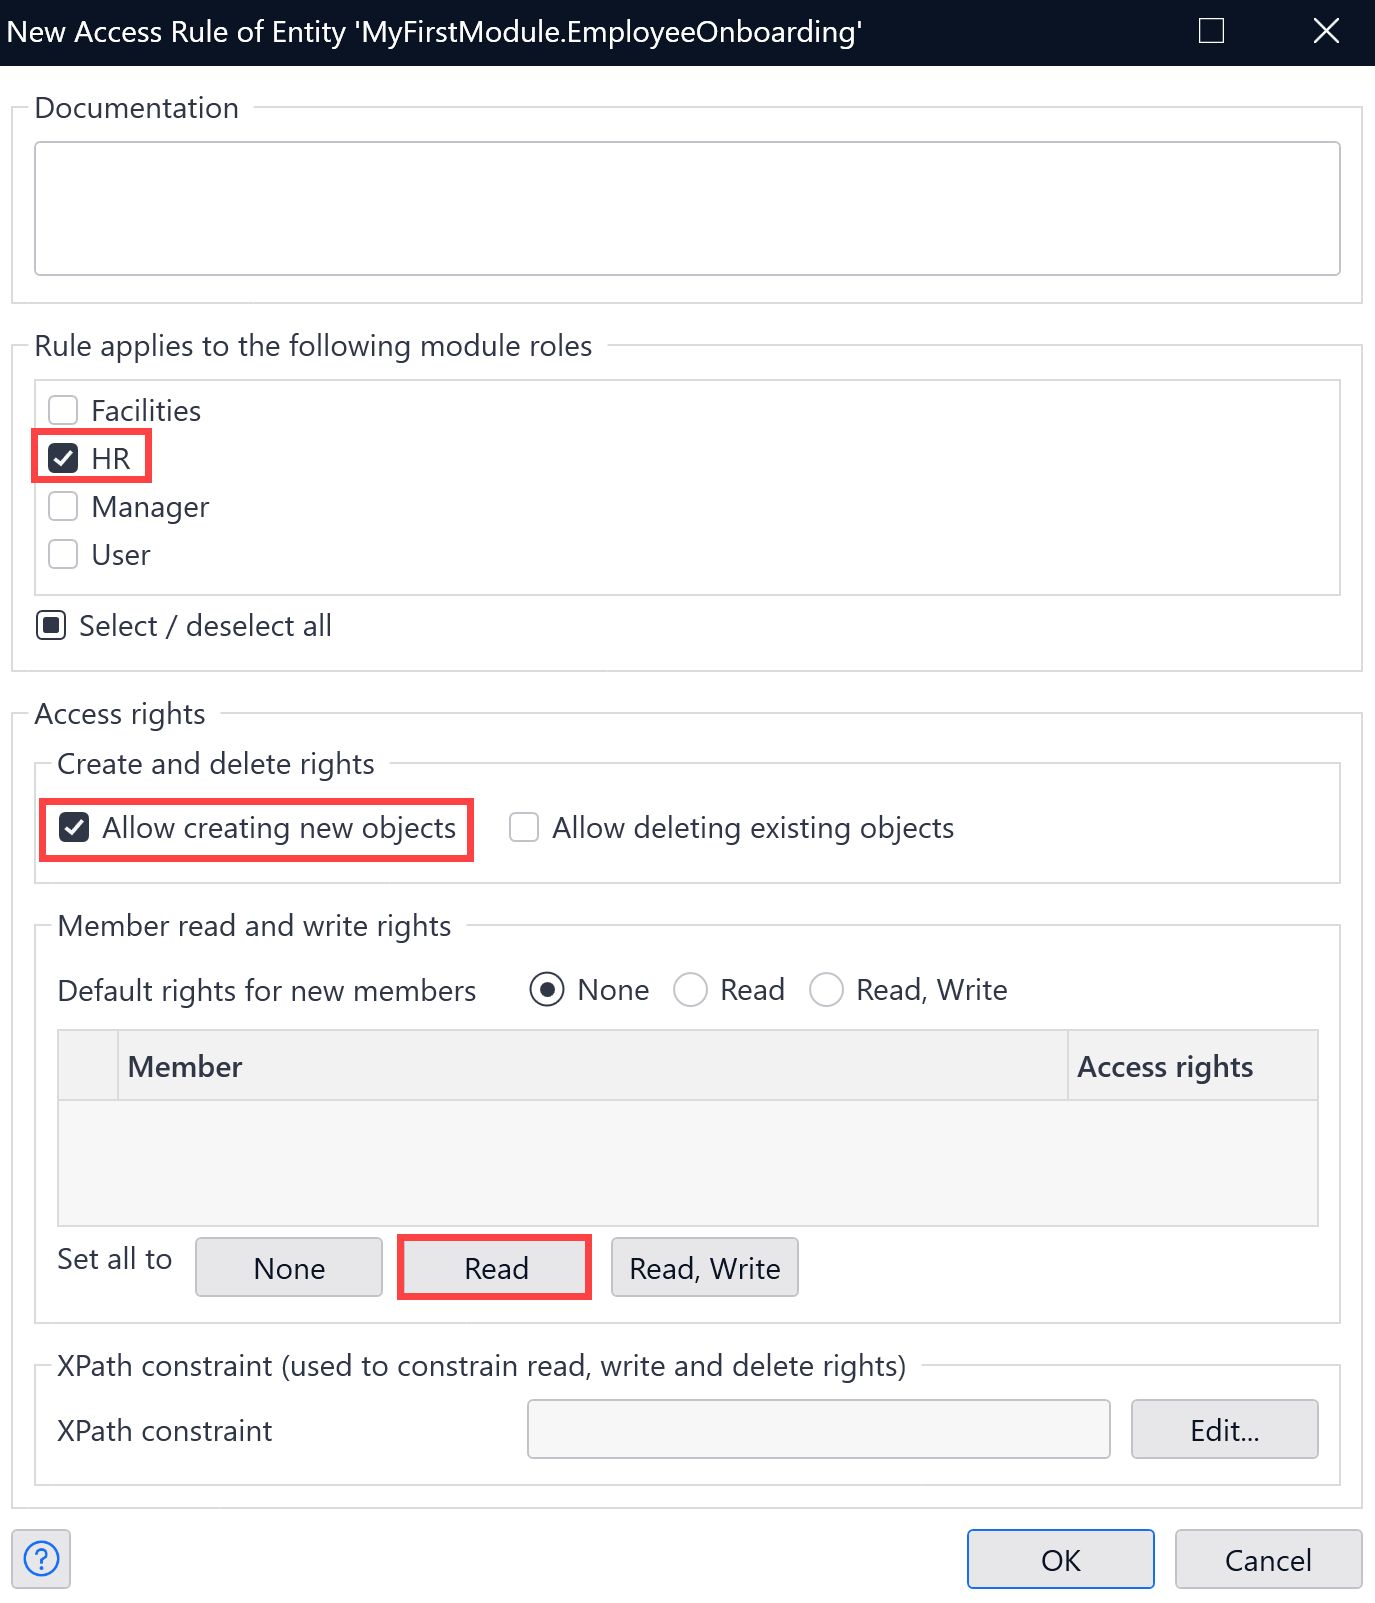 New Access Rule of Entity 'MyFirstModule.EmployeeOnboarding'
Documentation
Rule applies to the following module roles
Facilities
HR
Manager
User
Select / deselect all
Access rights
Create and delete rights
Allow creating new objects Allow deleting existing objects
Member read and write rights
Default rights for new members None Read Read, Write
Member Access rights
Set all to None Read Read, Write
XPath constraint (used to constrain read, write and delete rights)
XPath constraint Edit...
? OK Cancel